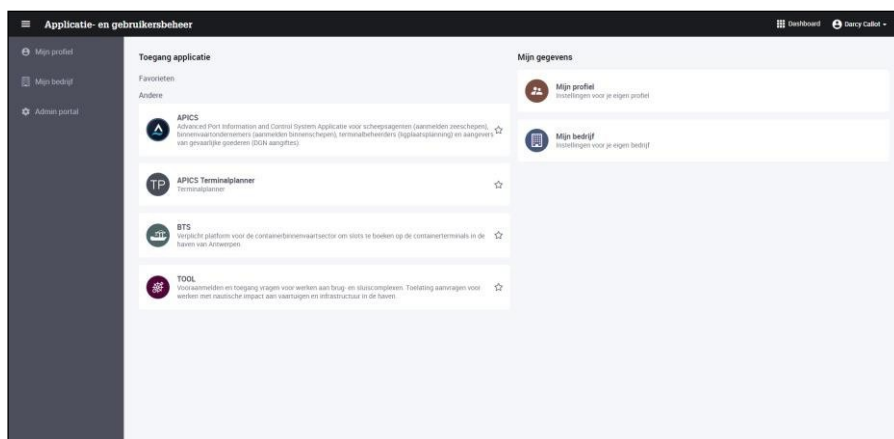 Applicatie- en gebruikersbeheer
Dashboard
Darcy Callot
Mijn profiel
Mijn bedrijf
Admin portal
Toegang applicatie
Favorieten
Andere
APICS
Advanced Port Information and Control System Applicatie voor scheepsagenten (aanmelden zeeschepen),
binnenvaartondernemers (aanmelden binnenschepen), terminalbeheerders (ligplaatsplanning) en aangevers
van gevaarlijke goederen (DGN aangiftes).
TP
APICS Terminalplanner
Terminalplanner
BTS
Verplicht platform voor de containerbinnenvaartsector om slots te boeken op de containerterminals in de
haven van Antwerpen.
TOOL
Vooraanmelden en toegang vragen voor werken aan brug- en sluiscomplexen. Toelating aanvragen voor
werken met nautische impact aan vaartuigen en infrastructuur in de haven.
Mijn gegevens
Mijn profiel
Instellingen voor je eigen profiel
Mijn bedrijf
Instellingen voor je eigen bedrijf